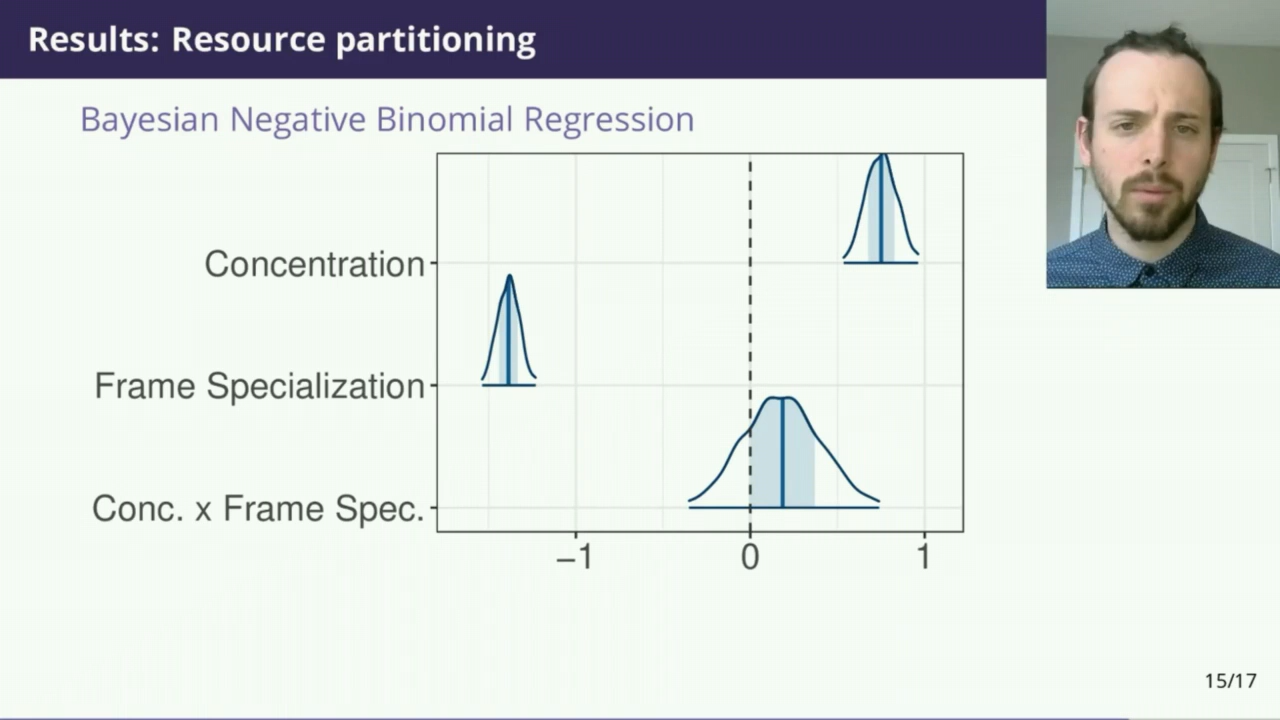 Results: Resource partitioning
Bayesian Negative Binomial Regression
Concentration
Frame Specialization
Conc. x Frame Spec.
−1 0 1
15/17